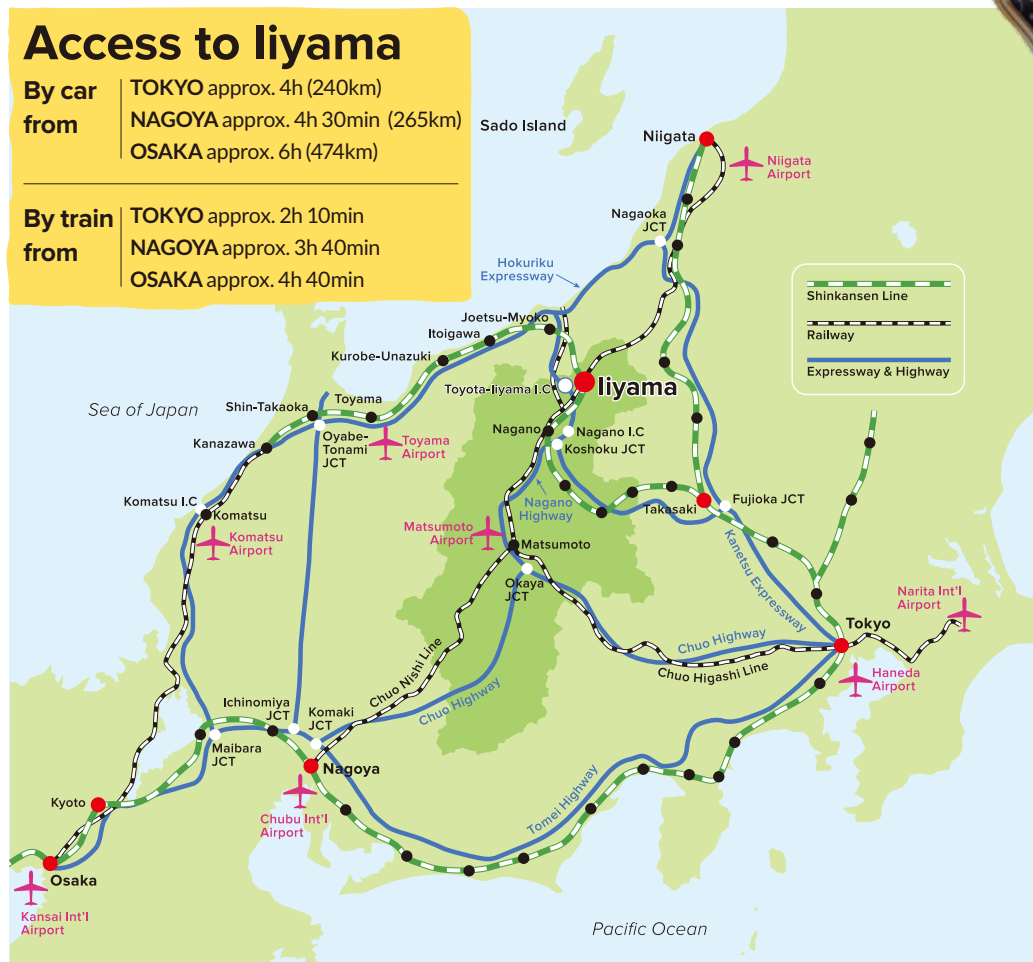 Access to Iiyama
By car
from
TOKYO approx. 4h (240km)
NAGOYA approx. 4h 30min (265km)
OSAKA approx. 6h (474km)
By train
from
TOKYO approx. 2h 10min
NAGOYA approx. 3h 40min
OSAKA approx. 4h 40min
Sado Island
Niigata
Niigata
Airport
Nagaoka
JCT
Hokuriku
Expressway
Shinkansen Line
Railway
Expressway & Highway
Joetsu-Myoko
Itoigawa
Kurobe-Unazuki
Toyota-Iiyama I.C
Iiyama
Sea of Japan
Toyama
Shin-Takaoka
Kanazawa
Oyabe-
Tonami
JCT
Toyama
Airport
Nagano
Nagano I.C
Koshoku JCT
Komatsu I.C
Komatsu
Komatsu
Airport
Nagano
Highway
Takasaki
Fujioka JCT
Matsumoto
Airport
Matsumoto
Okaya
JCT
Kanetsu Expressway
Narita Int'l
Airport
Tokyo
Chuo Highway
Chuo Higashi Line
Haneda
Airport
Chuo Nishi Line
Chuo Highway
Ichinomiya
JCT
Komaki
JCT
Maibara
JCT
Nagoya
Kyoto
Chubu Int'l
Airport
Tomei Highway
Osaka
Kansai Int'l
Airport
Pacific Ocean